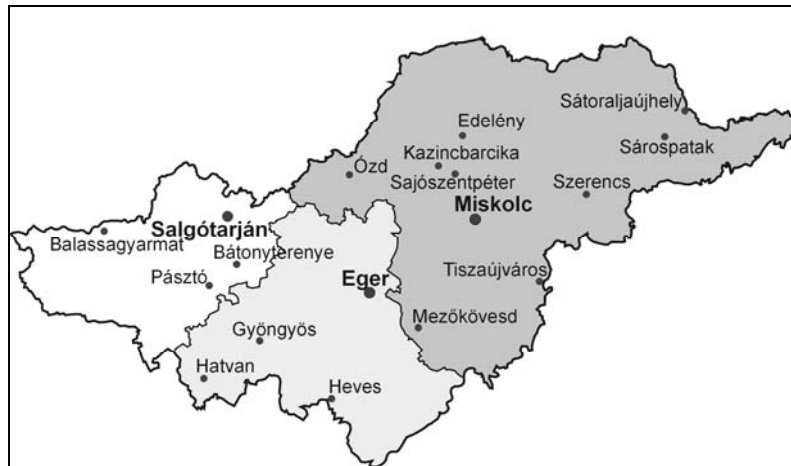 Sátoraljaújhely
Edelény
Sárospatak
Kazincbarcika
Ózd
Sajószentpéter
Szerencs
Miskolc
Salgótarján
Balassagyarmat
Bátonyterenye
Pásztó
Eger
Tiszaújváros
Mezőkövesd
Gyöngyös
Hatvan
Heves